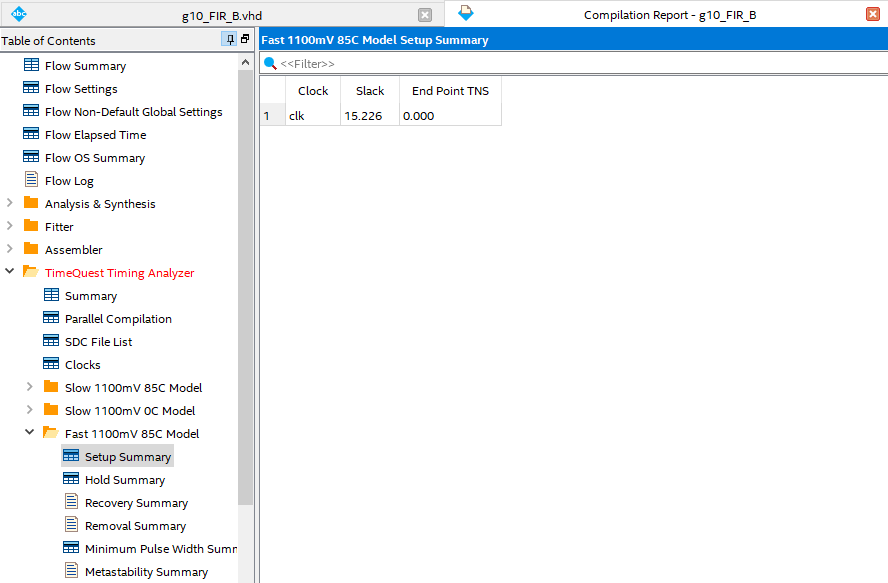 abc
g10_FIR_B.vhd
Compilation Report - g10_FIR_B
Table of Contents
Flow Summary
Flow Settings
Flow Non-Default Global Settings
Flow Elapsed Time
Flow OS Summary
Flow Log
Analysis & Synthesis
Fitter
Assembler
TimeQuest Timing Analyzer
Summary
Parallel Compilation
SDC File List
Clocks
Slow 1100mV 85C Model
Slow 1100mV 0C Model
Fast 1100mV 85C Model
Setup Summary
Hold Summary
Recovery Summary
Removal Summary
Minimum Pulse Width Summ
Metastability Summary
Fast 1100mV 85C Model Setup Summary
<<Filter>>
Clock Slack End Point TNS
1 clk 15.226 0.000